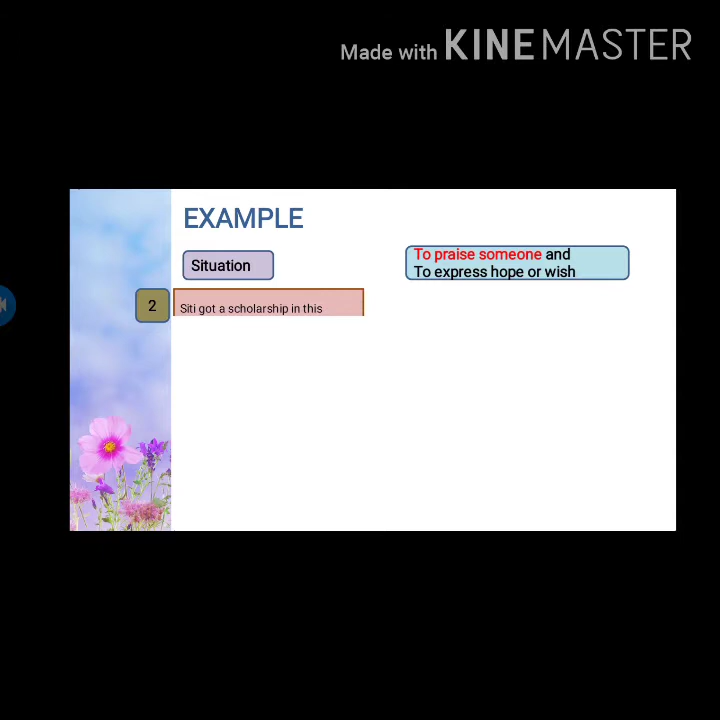 Made with KINEMASTER
EXAMPLE
Situation
To praise someone and
To express hope or wish
2
Siti got a scholarship in this